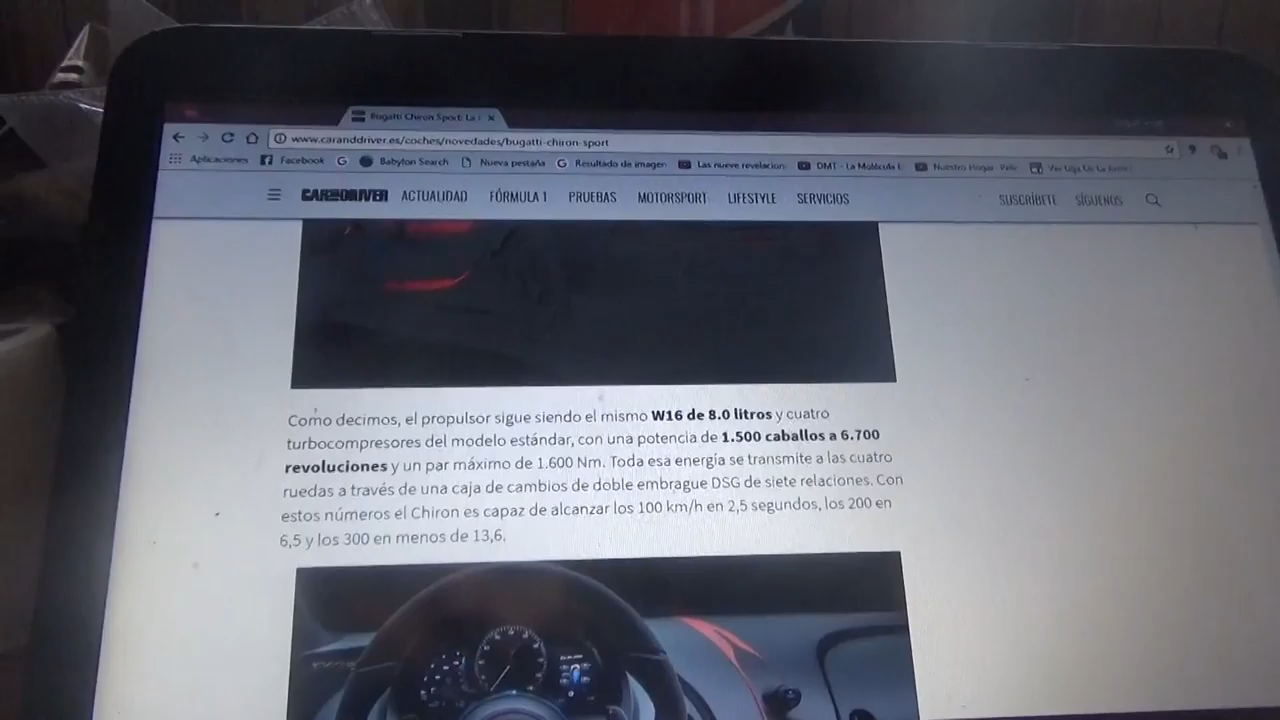 Bugatti Chiron Sport: La
www.caranddriver.es/coches/novedades/bugatti-chiron-sport
Aplicaciones Facebook Babylon Search Nueva pestaña Resultado de imagen Las nueve revelacion DMT - La Molécula Nuestro Hogar
CAR AND DRIVER ACTUALIDAD FÓRMULA 1 PRUEBAS MOTORSPORT LIFESTYLE SERVICIOS SUSCRÍBETE SÍGUENOS
Como decimos, el propulsor sigue siendo el mismo W16 de 8.0 litros y cuatro
turbocompresores del modelo estándar, con una potencia de 1.500 caballos a 6.700
revoluciones y un par máximo de 1.600 Nm. Toda esa energía se transmite a las cuatro
ruedas a través de una caja de cambios de doble embrague DSG de siete relaciones. Con
estos números el Chiron es capaz de alcanzar los 100 km/h en 2,5 segundos, los 200 en
6,5 y los 300 en menos de 13,6.